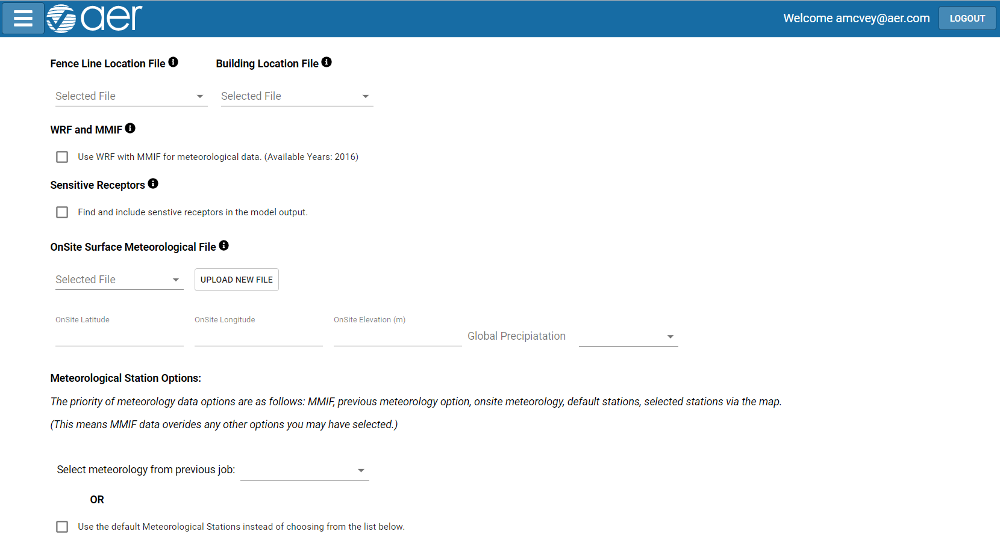 aer
Welcome amcvey@aer.com LOGOUT
Fence Line Location File Building Location File
Selected File Selected File
WRF and MMIF
Use WRF with MMIF for meteorological data. (Available Years: 2016)
Sensitive Receptors
Find and include senstive receptors in the model output.
OnSite Surface Meteorological File
Selected File UPLOAD NEW FILE
OnSite Latitude OnSite Longitude OnSite Elevation (m)
Global Precipiatation
Meteorological Station Options:
The priority of meteorology data options are as follows: MMIF, previous meteorology option, onsite meteorology, default stations, selected stations via the map.
(This means MMIF data overides any other options you may have selected.)
Select meteorology from previous job:
OR
Use the default Meteorological Stations instead of choosing from the list below.